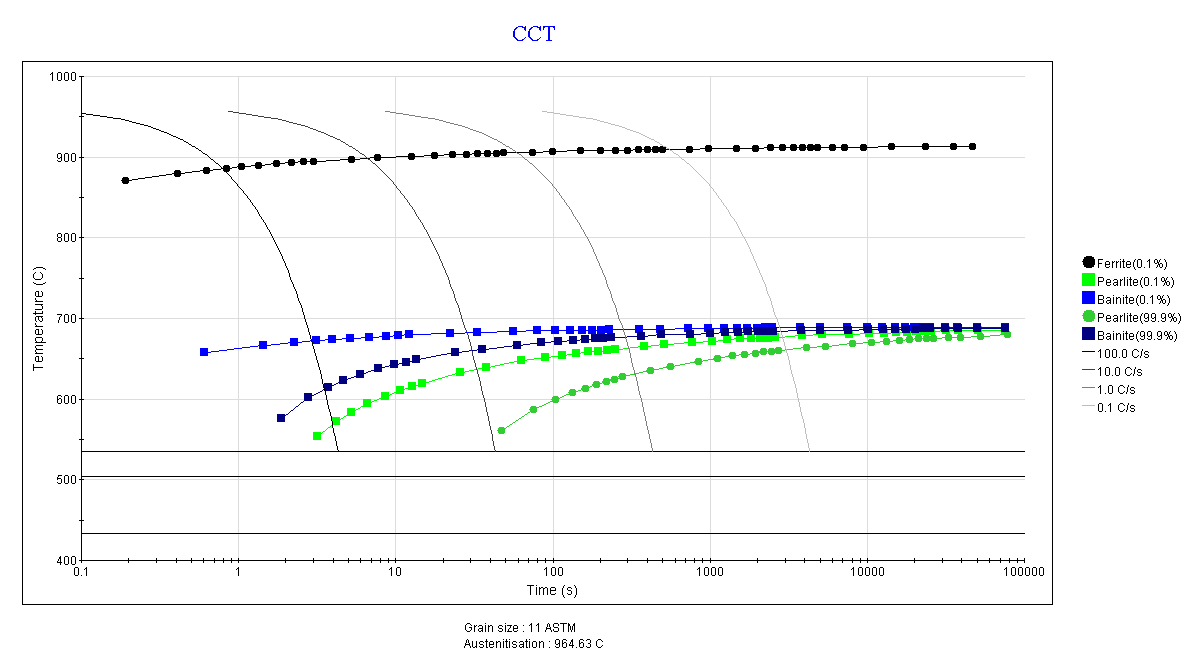 CCT
1000
900
800
700
600
500
400
Temperature (C)
0.1
1
10
100
1000
10000
100000
Time (s)
Ferrite(0.1%)
Pearlite(0.1%)
Bainite(0.1%)
Pearlite(99.9%)
Bainite(99.9%)
100.0 C/s
10.0 C/s
1.0 C/s
0.1 C/s
Grain size : 11 ASTM
Austenitisation : 964.63 C